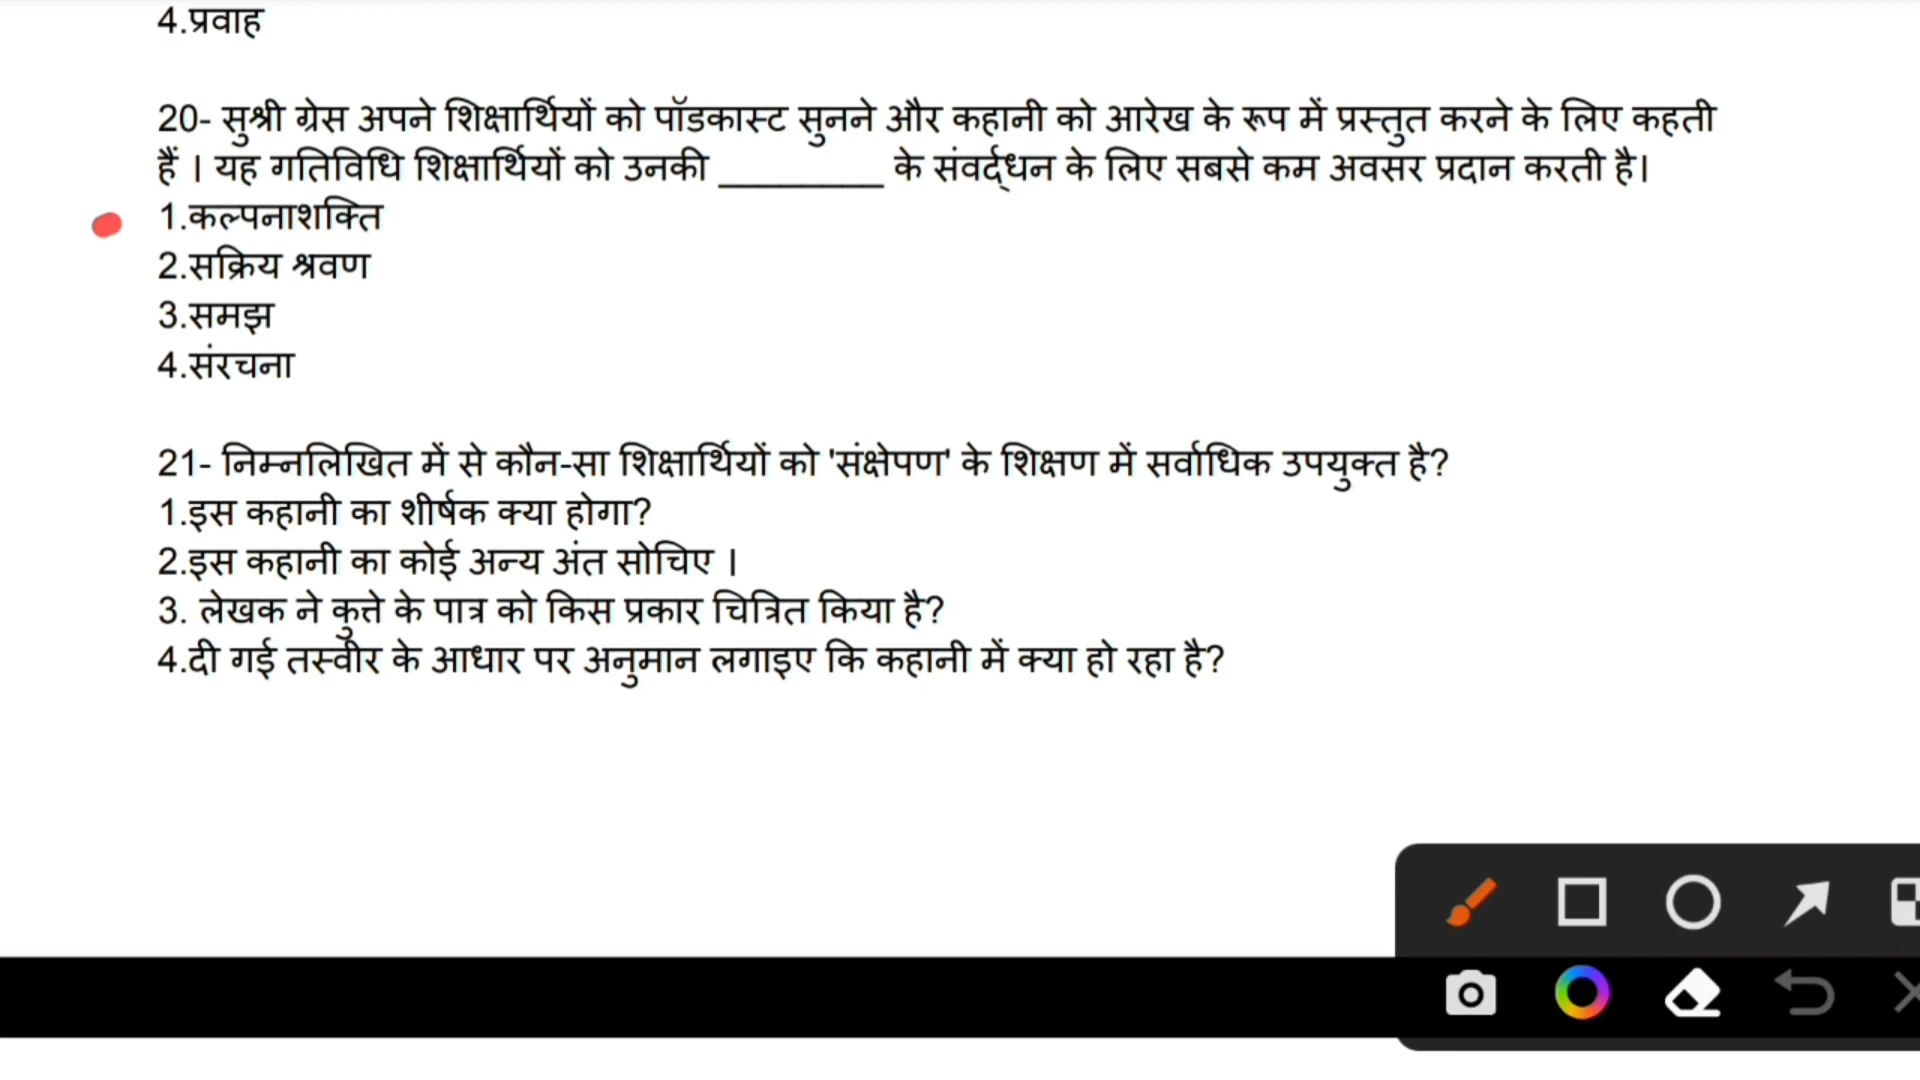 4.प्रवाह
20- सुश्री ग्रेस अपने शिक्षार्थियों को पॉडकास्ट सुनने और कहानी को आरेख के रूप में प्रस्तुत करने के लिए कहती
हैं । यह गतिविधि शिक्षार्थियों को उनकी ________ के संवर्द्धन के लिए सबसे कम अवसर प्रदान करती है।
1.कल्पनाशक्ति
2.सक्रिय श्रवण
3.समझ
4.संरचना
21- निम्नलिखित में से कौन-सा शिक्षार्थियों को 'संक्षेपण' के शिक्षण में सर्वाधिक उपयुक्त है?
1.इस कहानी का शीर्षक क्या होगा?
2.इस कहानी का कोई अन्य अंत सोचिए ।
3. लेखक ने कुत्ते के पात्र को किस प्रकार चित्रित किया है?
4.दी गई तस्वीर के आधार पर अनुमान लगाइए कि कहानी में क्या हो रहा है?